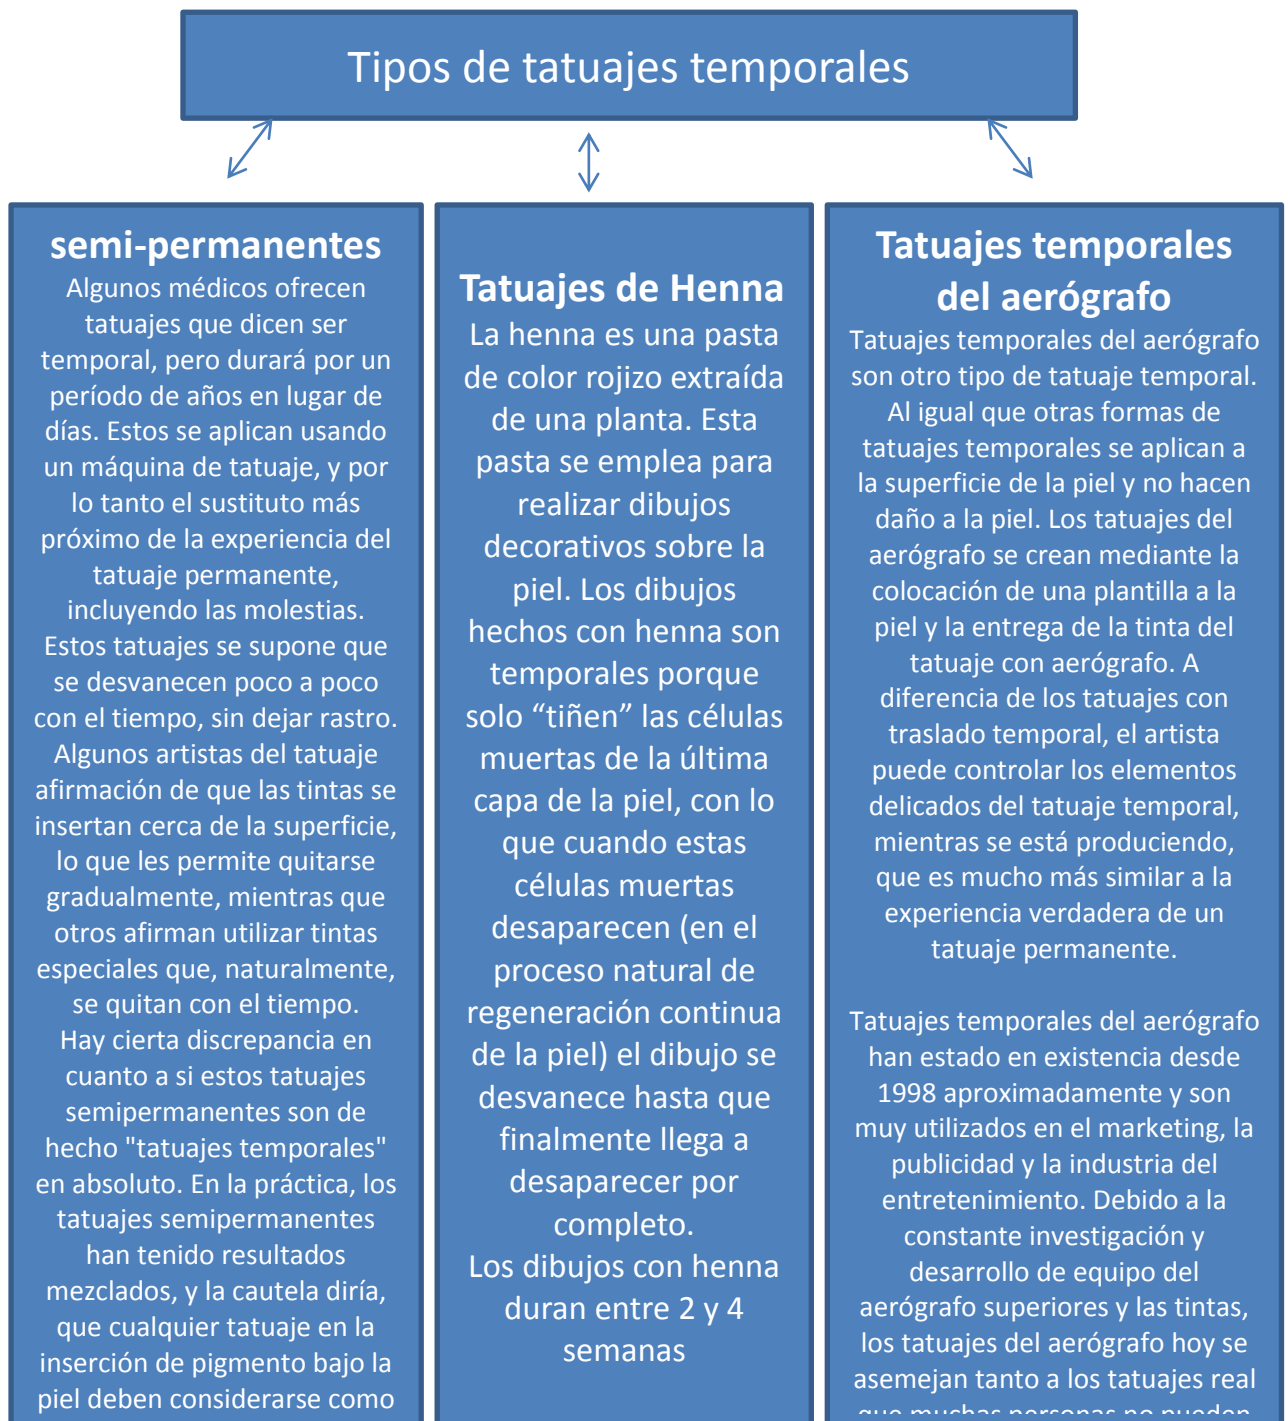 Tipos de tatuajes temporales
semi-permanentes
Algunos médicos ofrecen
tatuajes que dicen ser
temporal, pero durará por un
período de años en lugar de
días. Estos se aplican usando
un máquina de tatuaje, y por
lo tanto el sustituto más
próximo de la experiencia del
tatuaje permanente,
incluyendo las molestias.
Estos tatuajes se supone que
se desvanecen poco a poco
con el tiempo, sin dejar rastro.
Algunos artistas del tatuaje
afirmación de que las tintas se
insertan cerca de la superficie,
lo que les permite quitarse
gradualmente, mientras que
otros afirman utilizar tintas
especiales que, naturalmente,
se quitan con el tiempo.
Hay cierta discrepancia en
cuanto a si estos tatuajes
semipermanentes son de
hecho "tatuajes temporales"
en absoluto. En la práctica, los
tatuajes semipermanentes
han tenido resultados
mezclados, y la cautela diría,
que cualquier tatuaje en la
inserción de pigmento bajo la
piel deben considerarse como
Tatuajes de Henna
La henna es una pasta
de color rojizo extraída
de una planta. Esta
pasta se emplea para
realizar dibujos
decorativos sobre la
piel. Los dibujos
hechos con henna son
temporales porque
solo “tiñen” las células
muertas de la última
capa de la piel, con lo
que cuando estas
células muertas
desaparecen (en el
proceso natural de
regeneración continua
de la piel) el dibujo se
desvanece hasta que
finalmente llega a
desaparecer por
completo.
Los dibujos con henna
duran entre 2 y 4
semanas
Tatuajes temporales
del aerógrafo
Tatuajes temporales del aerógrafo
son otro tipo de tatuaje temporal.
Al igual que otras formas de
tatuajes temporales se aplican a
la superficie de la piel y no hacen
daño a la piel. Los tatuajes del
aerógrafo se crean mediante la
colocación de una plantilla a la
piel y la entrega de la tinta del
tatuaje con aerógrafo. A
diferencia de los tatuajes con
traslado temporal, el artista
puede controlar los elementos
delicados del tatuaje temporal,
mientras se está produciendo,
que es mucho más similar a la
experiencia verdadera de un
tatuaje permanente.
Tatuajes temporales del aerógrafo
han estado en existencia desde
1998 aproximadamente y son
muy utilizados en el marketing, la
publicidad y la industria del
entretenimiento. Debido a la
constante investigación y
desarrollo de equipo del
aerógrafo superiores y las tintas,
los tatuajes del aerógrafo hoy se
asemejan tanto a los tatuajes real
que muchas personas no pueden